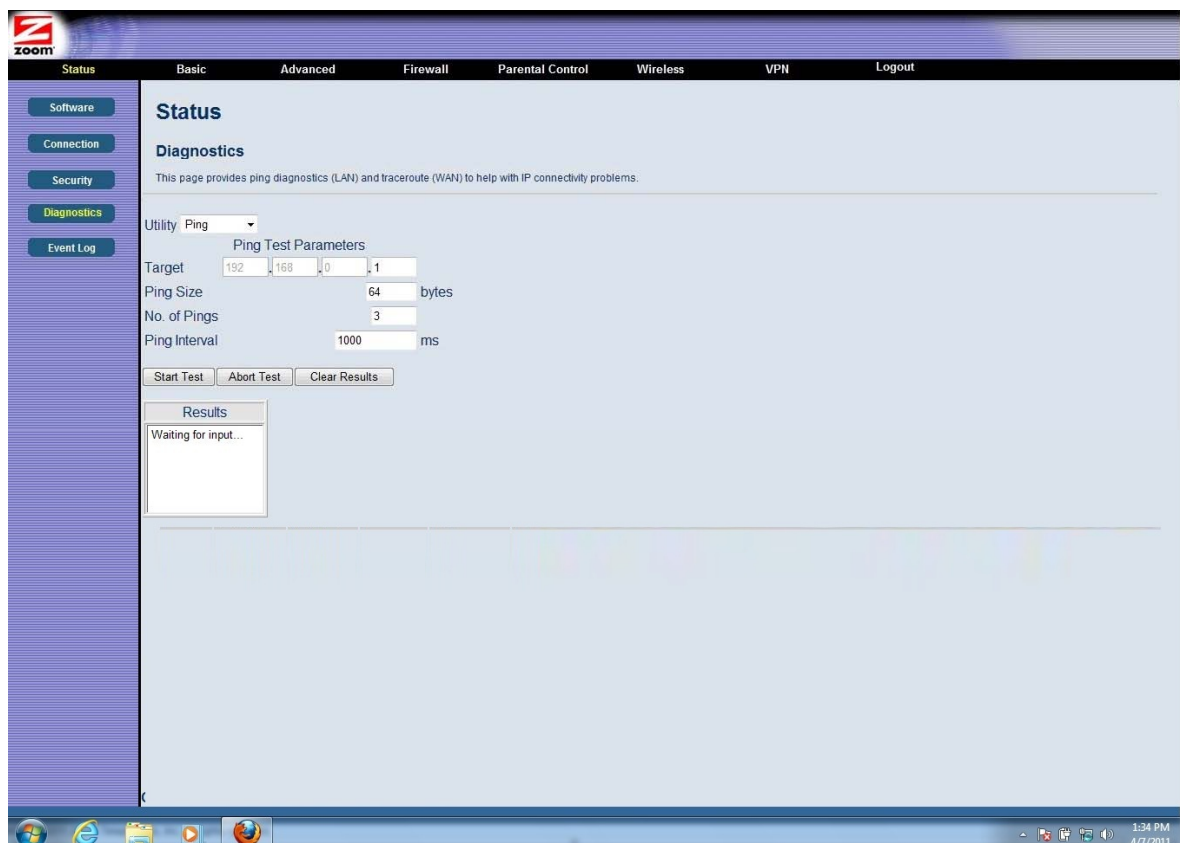 zoom
Status Basic Advanced Firewall Parental Control Wireless VPN Logout
Software
Connection
Security
Diagnostics
Event Log
Status
Diagnostics
This page provides ping diagnostics (LAN) and traceroute (WAN) to help with IP connectivity problems.
Utility Ping
Ping Test Parameters
Target 192 .168 .0 .1
Ping Size 64 bytes
No. of Pings 3
Ping Interval 1000 ms
Start Test Abort Test Clear Results
Results
Waiting for input...
1:34 PM
4/7/2011